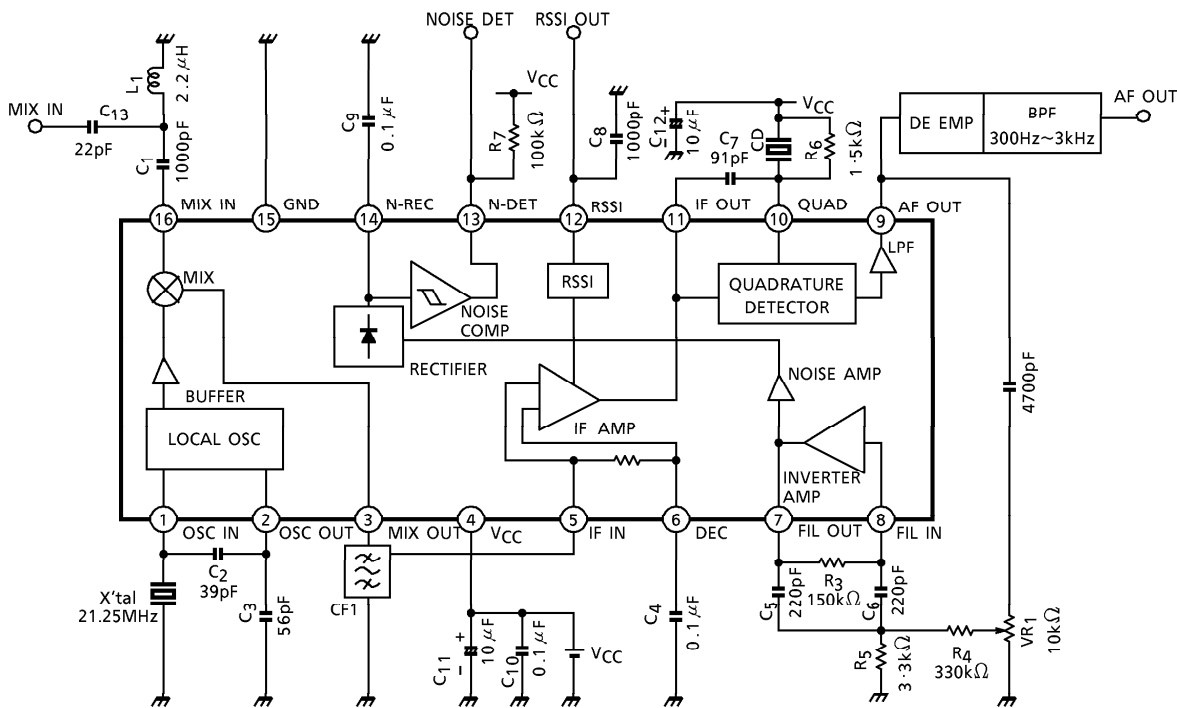 NOISE DET
RSSI OUT
L1
2.2μH
MIX IN
C13
22pF
C1
1000pF
C9
0.1μF
VCC
R7
100kΩ
C8
1000pF
C12
+
-
10μF
VCC
C7
91pF
CD
R6
1·5kΩ
DE EMP
BPF
300Hz~3kHz
AF OUT
16 MIX IN
15 GND
14 N-REC
13 N-DET
12 RSSI
11 IF OUT
10 QUAD
9 AF OUT
MIX
NOISE
COMP
RSSI
QUADRATURE
DETECTOR
LPF
RECTIFIER
NOISE AMP
BUFFER
LOCAL OSC
IF AMP
INVERTER
AMP
4700pF
1 OSC IN
2 OSC OUT
3 MIX OUT
4 VCC
5 IF IN
6 DEC
7 FIL OUT
8 FIL IN
X'tal
21.25MHz
C2
39pF
C3
56pF
CF1
C11
+
-
10μF
C10
0.1μF
VCC
C4
0.1μF
C5
220pF
R3
150kΩ
C6
220pF
R5
3·3kΩ
R4
330kΩ
VR1
10kΩ